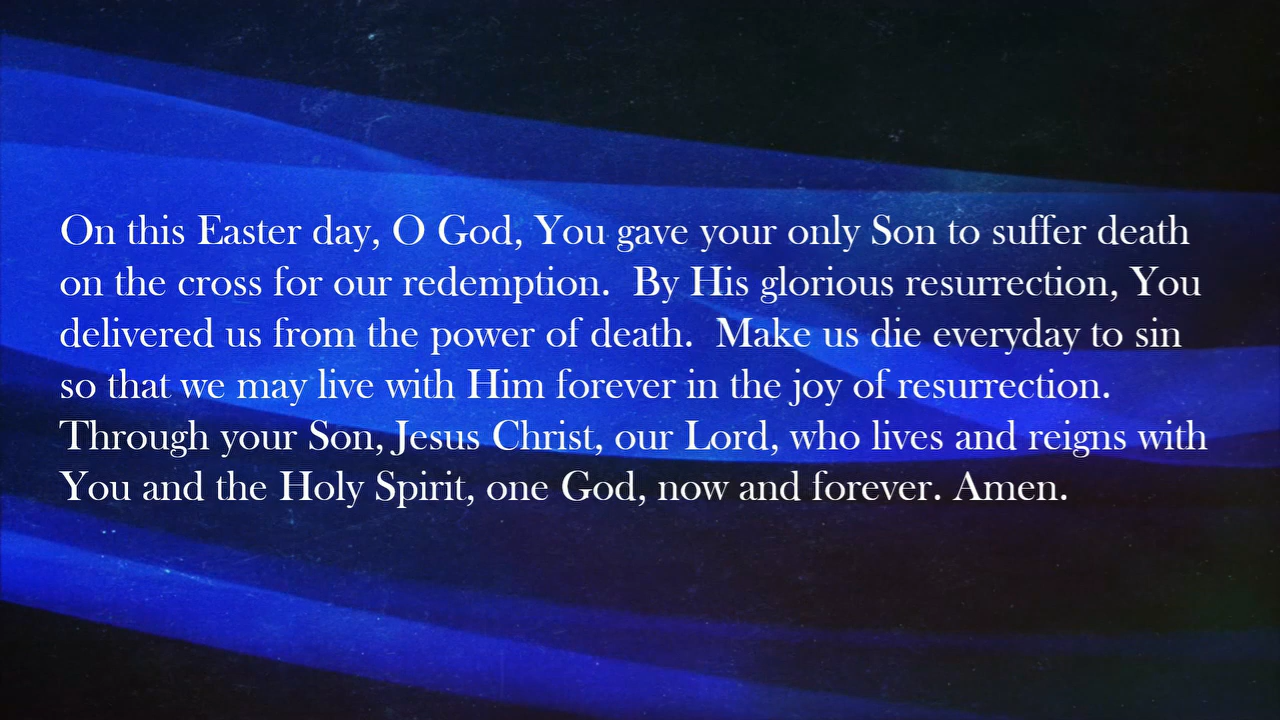 On this Easter day, O God, You gave your only Son to suffer death
on the cross for our redemption.  By His glorious resurrection, You
delivered us from the power of death.  Make us die everyday to sin
so that we may live with Him forever in the joy of resurrection.
Through your Son, Jesus Christ, our Lord, who lives and reigns with
You and the Holy Spirit, one God, now and forever. Amen.